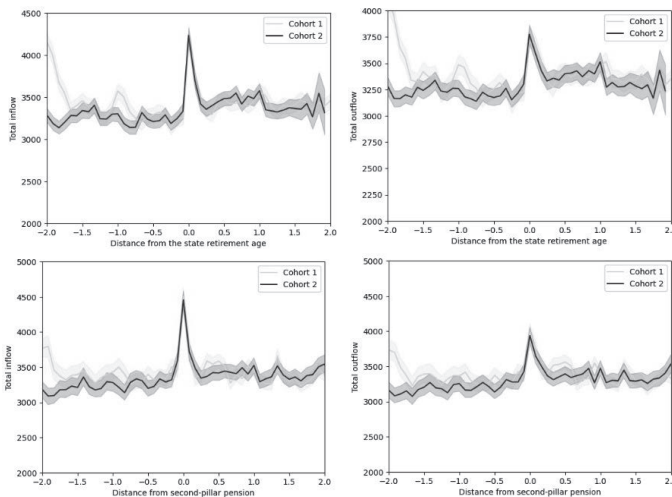 4500
4000
3500
3000
2500
2000
Total inflow
Cohort 1
Cohort 2
−2.0 −1.5 −1.0 −0.5 0.0 0.5 1.0 1.5 2.0
Distance from the state retirement age
4000
3750
3500
3250
3000
2750
2500
2250
2000
Total outflow
Cohort 1
Cohort 2
−2.0 −1.5 −1.0 −0.5 0.0 0.5 1.0 1.5 2.0
Distance from the state retirement age
5000
4500
4000
3500
3000
2500
2000
Total inflow
Cohort 1
Cohort 2
−2.0 −1.5 −1.0 −0.5 0.0 0.5 1.0 1.5 2.0
Distance from second-pillar pension
5000
4500
4000
3500
3000
2500
2000
Total outflow
Cohort 1
Cohort 2
−2.0 −1.5 −1.0 −0.5 0.0 0.5 1.0 1.5 2.0
Distance from second-pillar pension